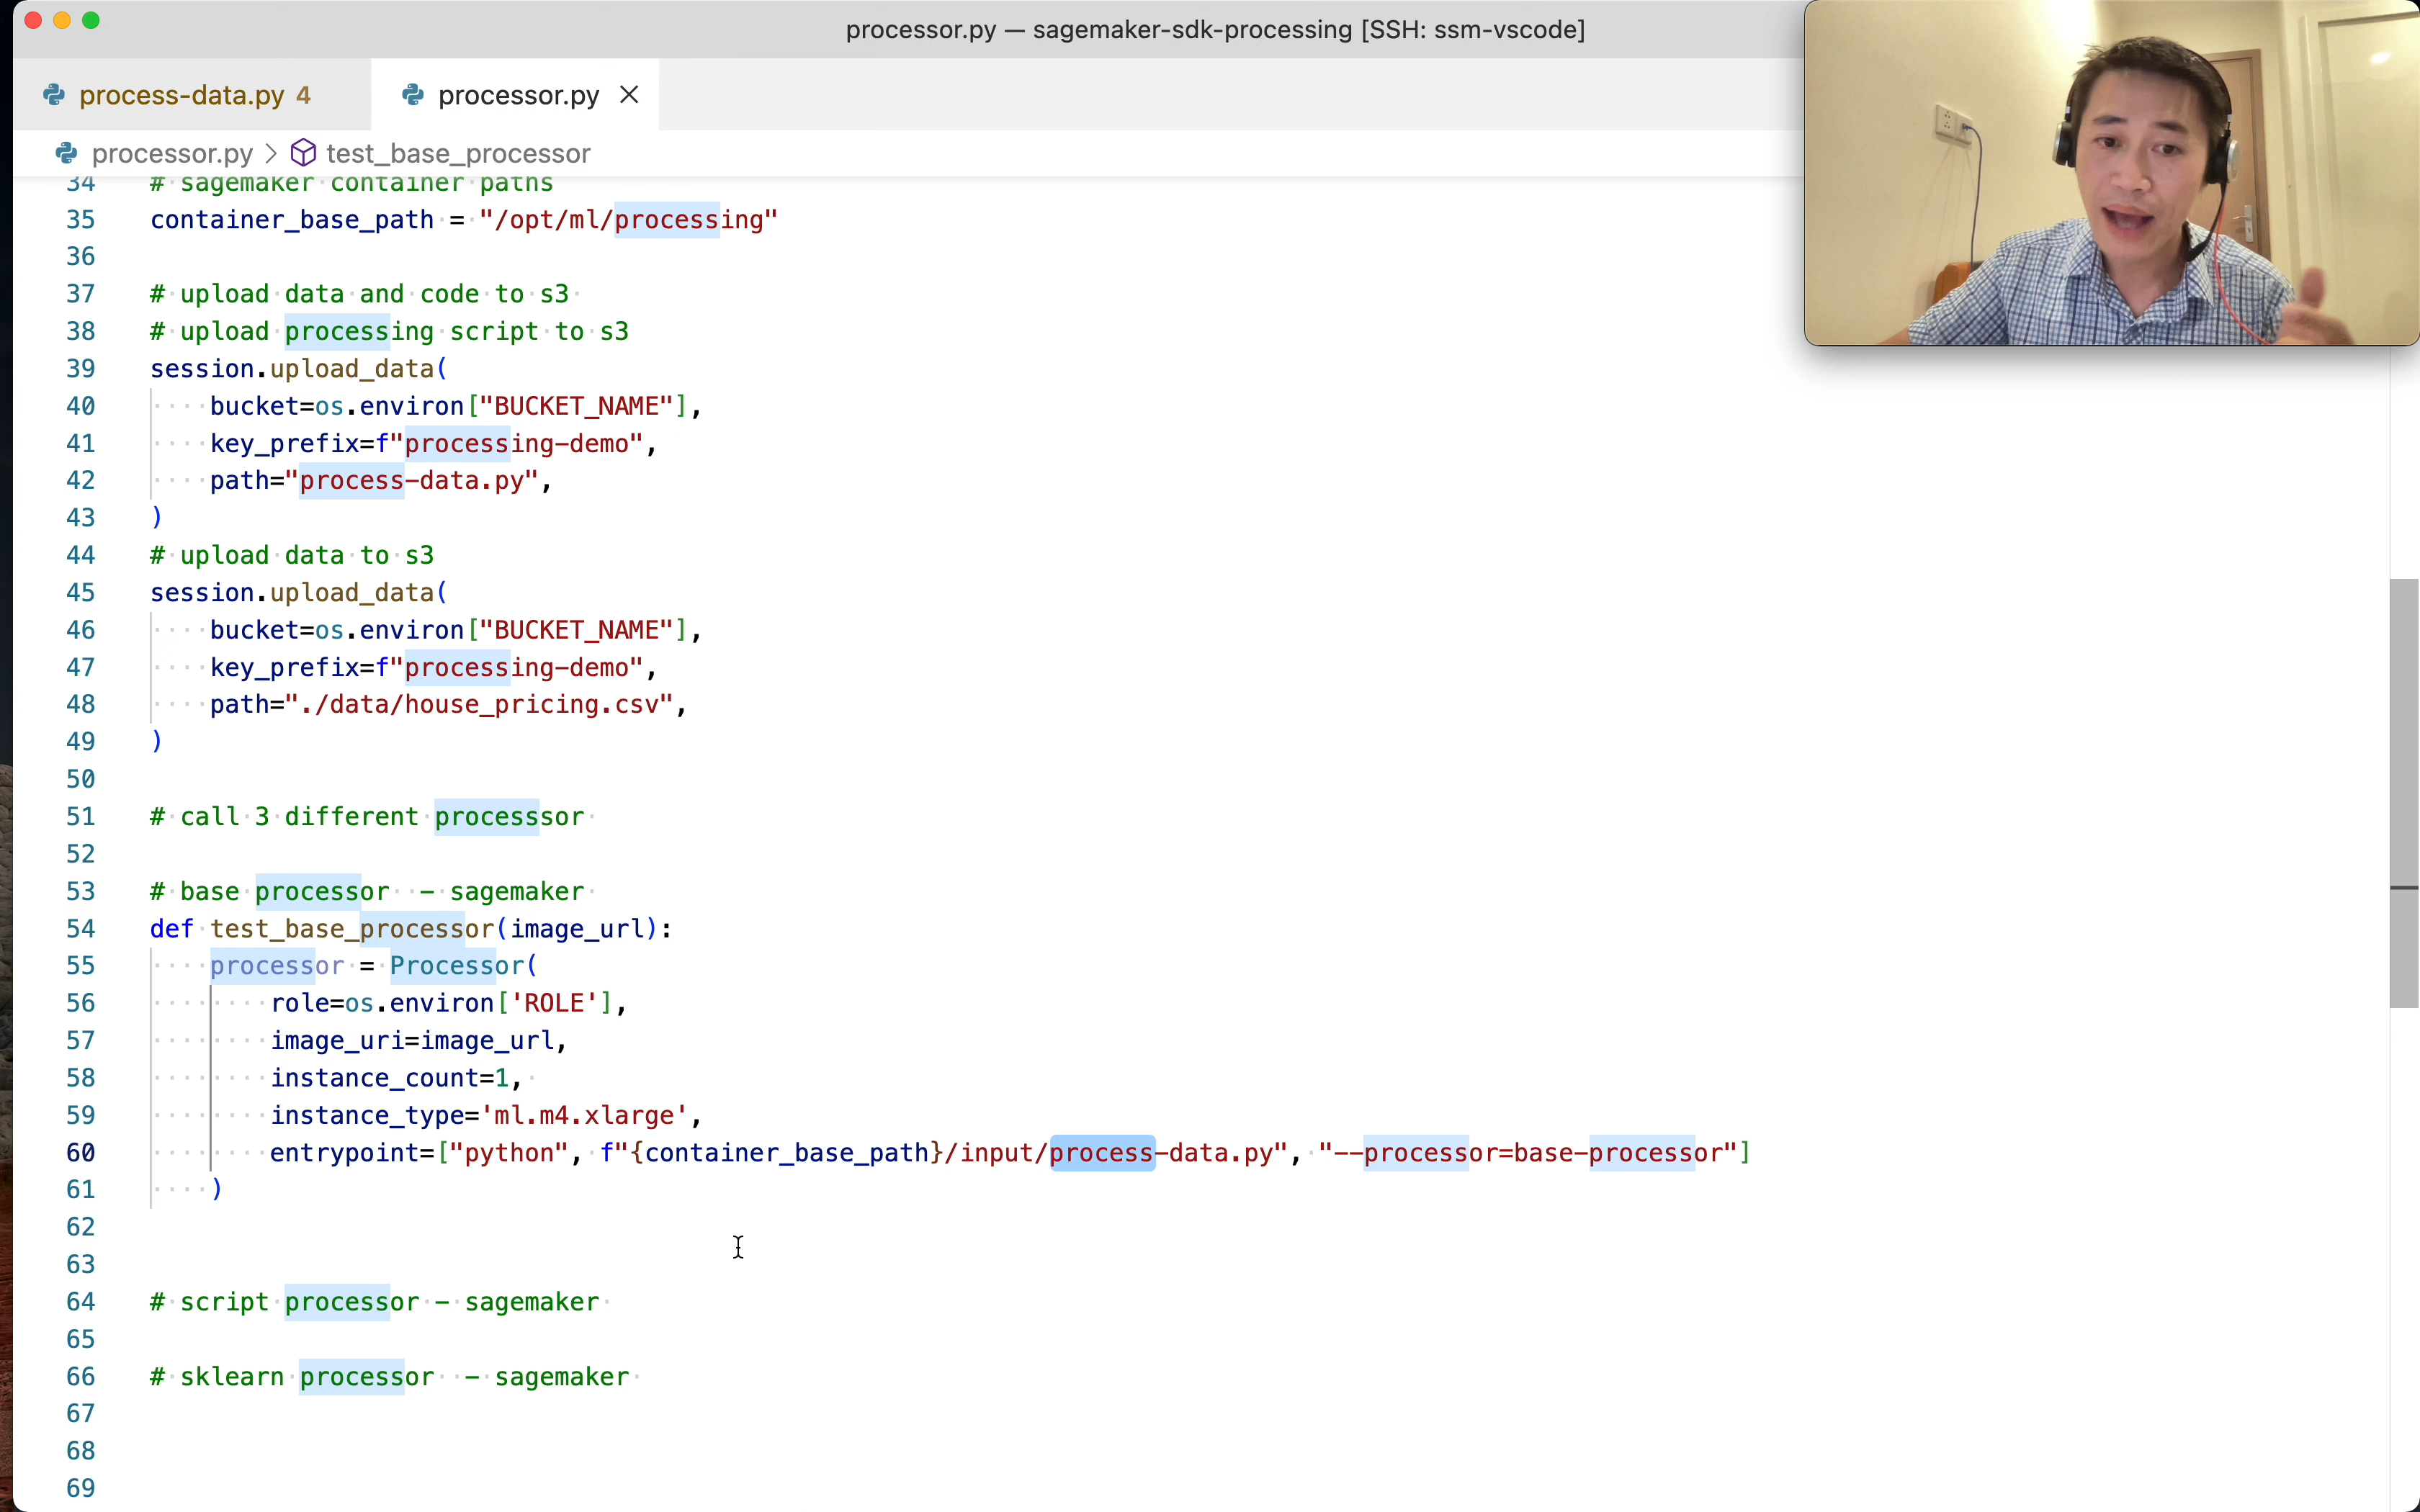 processor.py — sagemaker-sdk-processing [SSH: ssm-vscode]
process-data.py 4
processor.py
processor.py > test_base_processor
34 # sagemaker container paths
35 container_base_path = "/opt/ml/processing"
36
37 # upload data and code to s3
38 # upload processing script to s3
39 session.upload_data(
40 bucket=os.environ["BUCKET_NAME"],
41 key_prefix=f"processing-demo",
42 path="process-data.py",
43 )
44 # upload data to s3
45 session.upload_data(
46 bucket=os.environ["BUCKET_NAME"],
47 key_prefix=f"processing-demo",
48 path="./data/house_pricing.csv",
49 )
50
51 # call 3 different processsor
52
53 # base processor  - sagemaker
54 def test_base_processor(image_url):
55 processor = Processor(
56 role=os.environ['ROLE'],
57 image_uri=image_url,
58 instance_count=1,
59 instance_type='ml.m4.xlarge',
60 entrypoint=["python", f"{container_base_path}/input/process-data.py", "--processor=base-processor"]
61 )
62
63
64 # script processor - sagemaker
65
66 # sklearn processor  - sagemaker
67
68
69